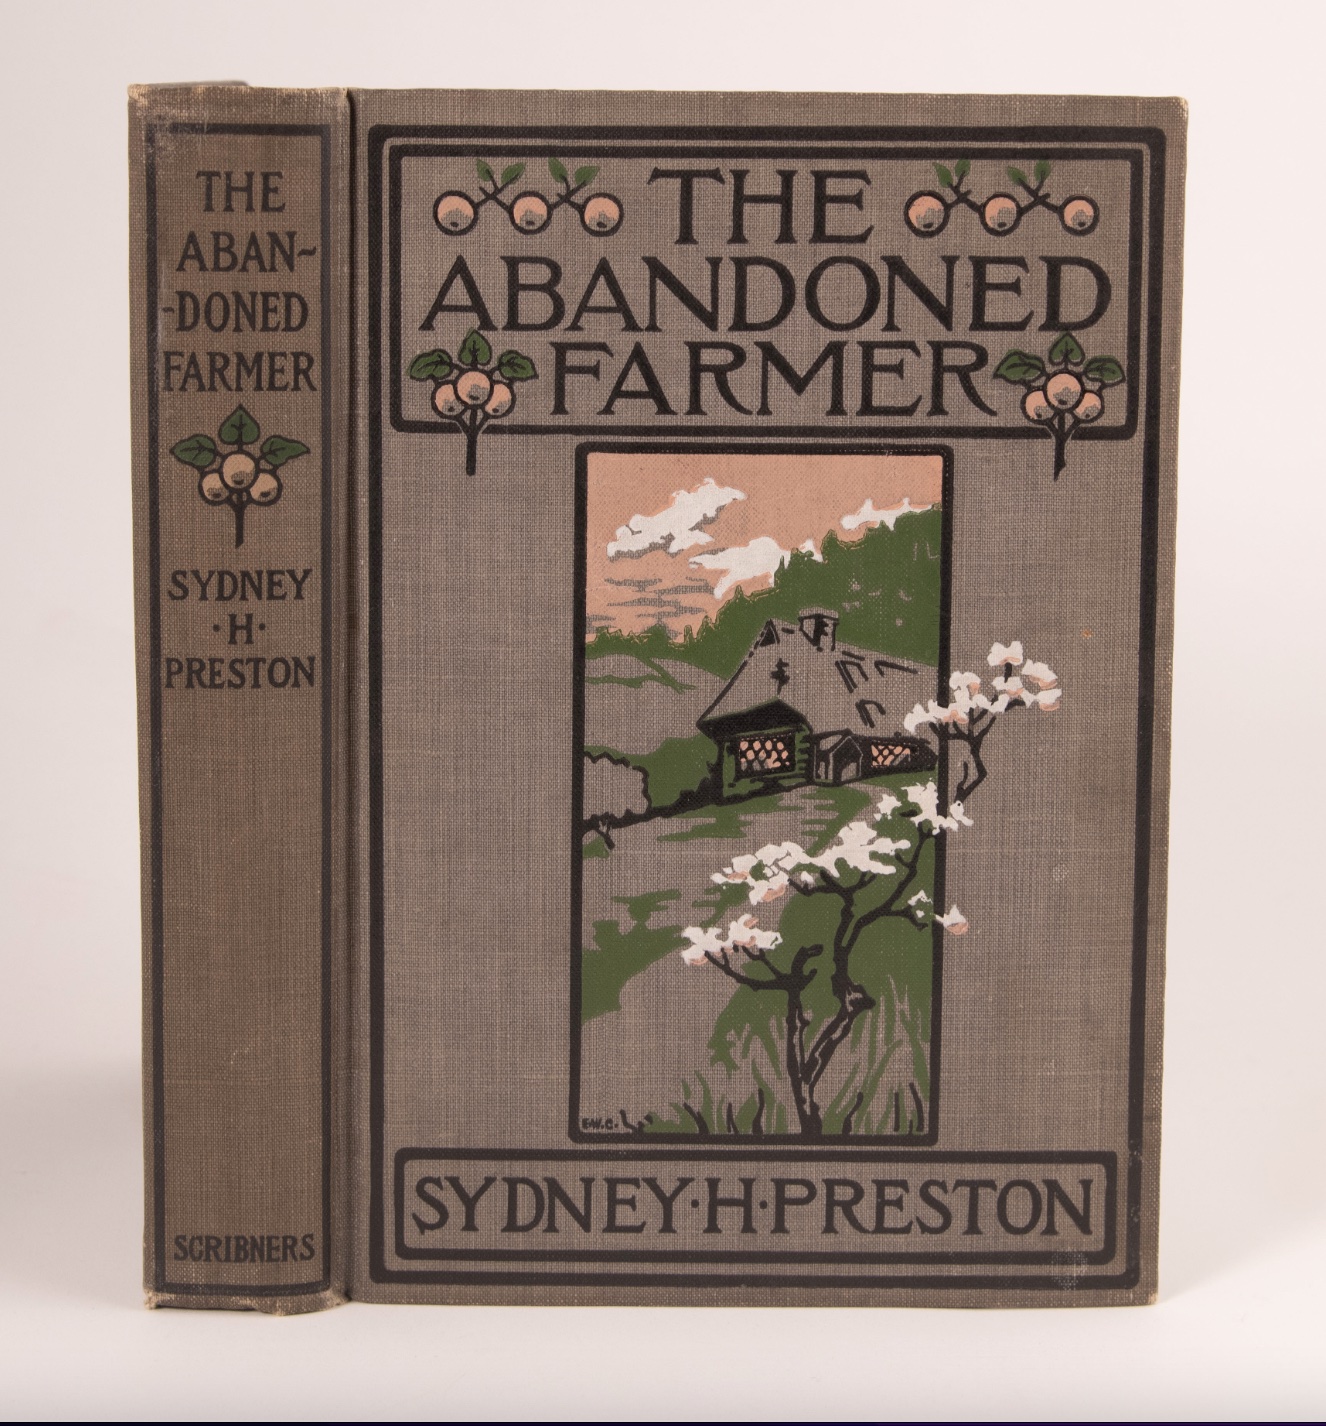 THE
ABAN-
-DONED
FARMER
SYDNEY
·H·
PRESTON
SCRIBNERS
THE
ABANDONED
FARMER
E.W.C.
SYDNEY·H·PRESTON